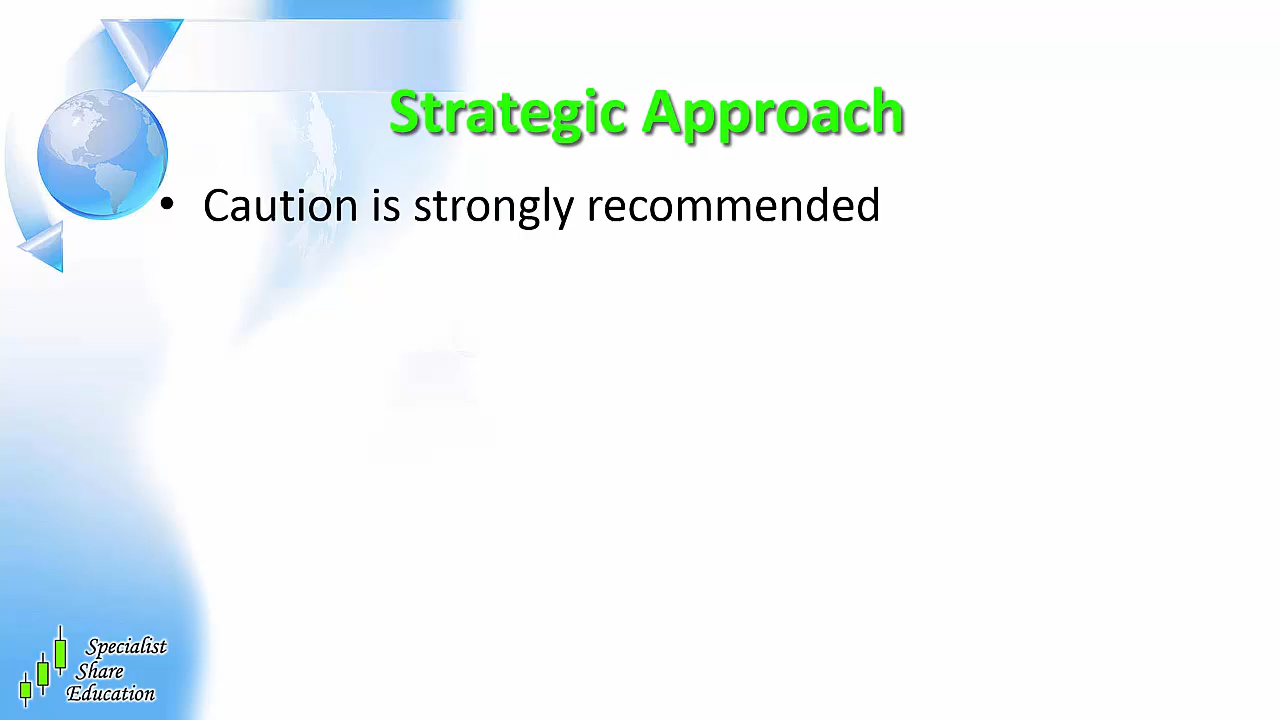 Strategic Approach
• Caution is strongly recommended
Specialist
Share
Education